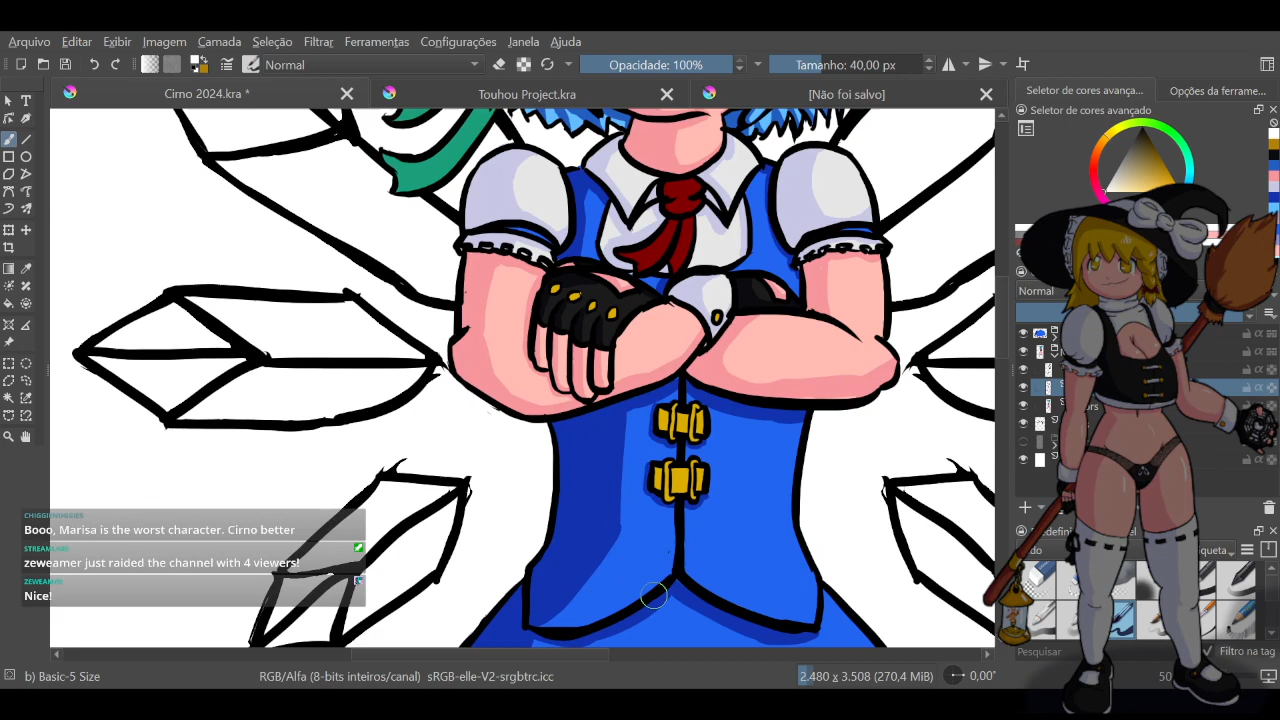 Arquivo Editar Exibir Imagem Camada Seleção Filtrar Ferramentas Configurações Janela Ajuda
Normal Opacidade: 100% Tamanho: 40,00 px
Cirno 2024.kra * Touhou Project.kra [Não foi salvo]
Seletor de cores avança... Opções da ferrame...
Seletor de cores avançado
Normal
CHIGGIE
Booo, Marisa is the worst character. Cirno better
zeweamer just raided the channel with 4 viewers!
ZEWEAMER
Nice!
Pesquisar Filtro na tag
b) Basic-5 Size RGB/Alfa (8-bits inteiros/canal) sRGB-elle-V2-srgbtrc.icc 2.480 x 3.508 (270,4 MiB) 0,00° 50